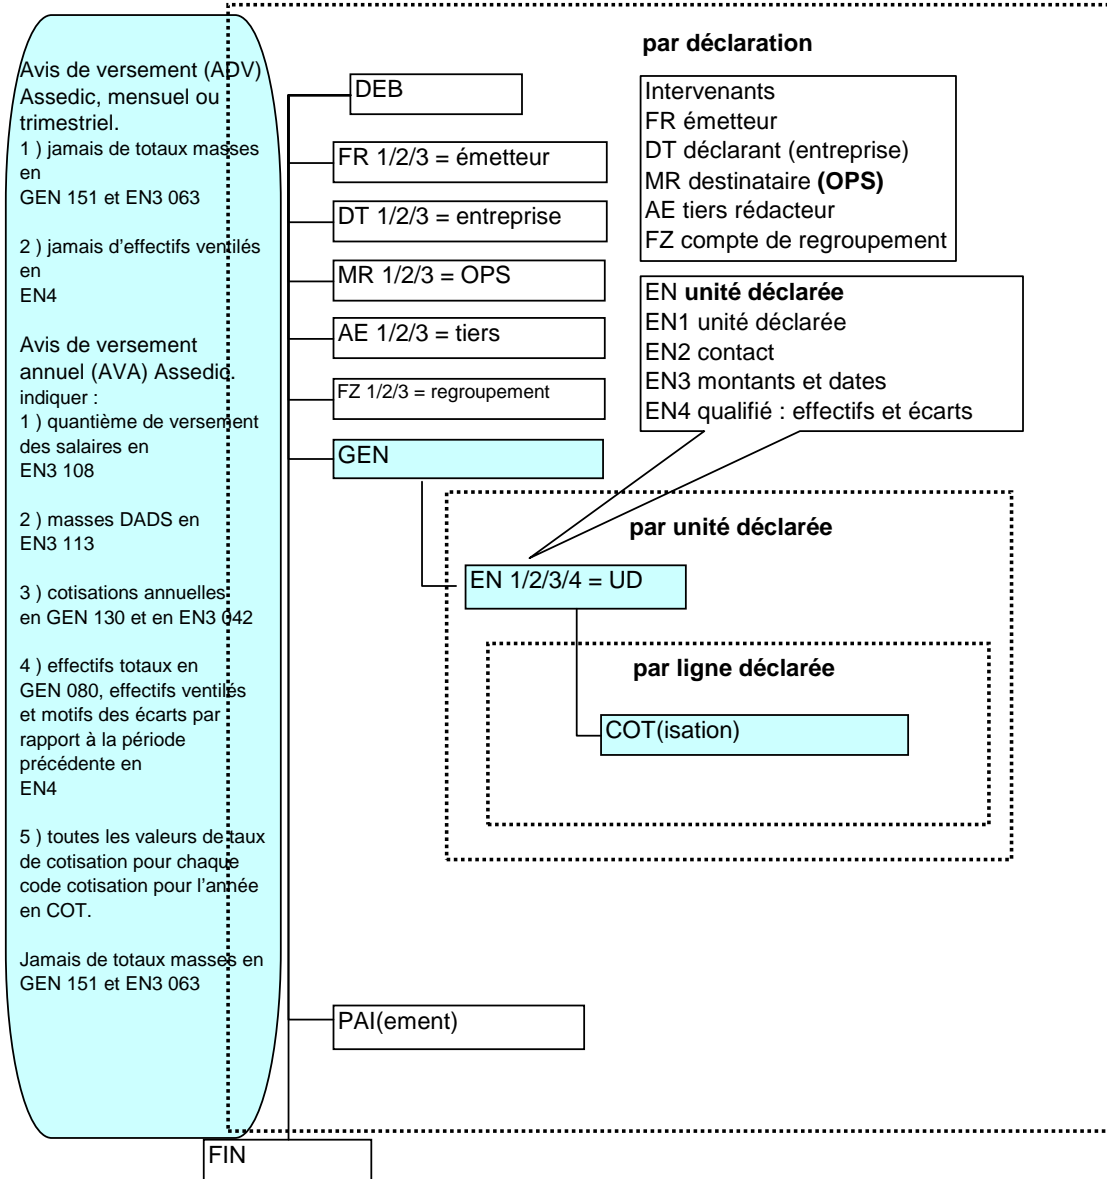 Avis de versement (ADV)
Assedic, mensuel ou
trimestriel.
1 ) jamais de totaux masses
en
GEN 151 et EN3 063
2 ) jamais d'effectifs ventilés
en
EN4
Avis de versement
annuel (AVA) Assedic.
indiquer :
1 ) quantième de versement
des salaires en
EN3 108
2 ) masses DADS en
EN3 113
3 ) cotisations annuelles
en GEN 130 et en EN3 042
4 ) effectifs totaux en
GEN 080, effectifs ventilés
et motifs des écarts par
rapport à la période
précédente en
EN4
5 ) toutes les valeurs de taux
de cotisation pour chaque
code cotisation pour l'année
en COT.
Jamais de totaux masses en
GEN 151 et EN3 063
par déclaration
DEB
FR 1/2/3 = émetteur
DT 1/2/3 = entreprise
MR 1/2/3 = OPS
AE 1/2/3 = tiers
FZ 1/2/3 = regroupement
GEN
Intervenants
FR émetteur
DT déclarant (entreprise)
MR destinataire (OPS)
AE tiers rédacteur
FZ compte de regroupement
EN unité déclarée
EN1 unité déclarée
EN2 contact
EN3 montants et dates
EN4 qualifié : effectifs et écarts
par unité déclarée
EN 1/2/3/4 = UD
par ligne déclarée
COT(isation)
PAI(ement)
FIN